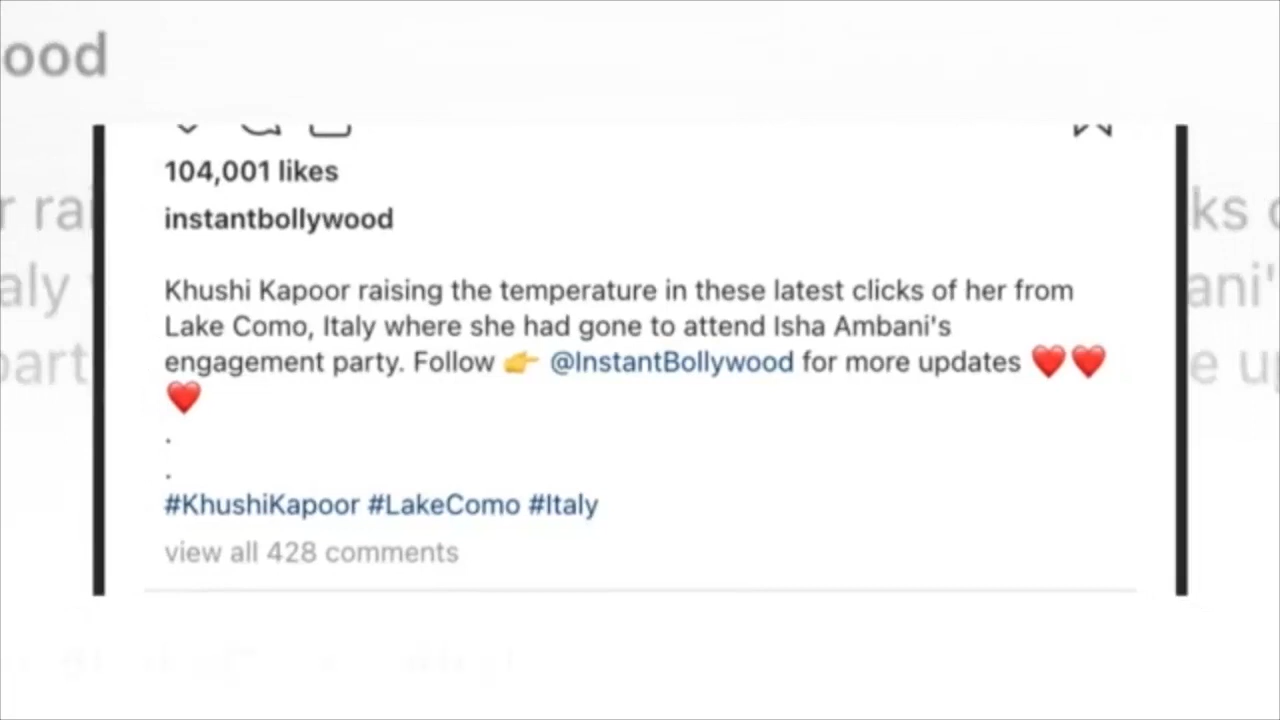 ood
104,001 likes
instantbollywood
Khushi Kapoor raising the temperature in these latest clicks of her from
Lake Como, Italy where she had gone to attend Isha Ambani's
engagement party. Follow 👉 @InstantBollywood for more updates ❤️❤️
❤️
.
.
#KhushiKapoor #LakeComo #Italy
view all 428 comments